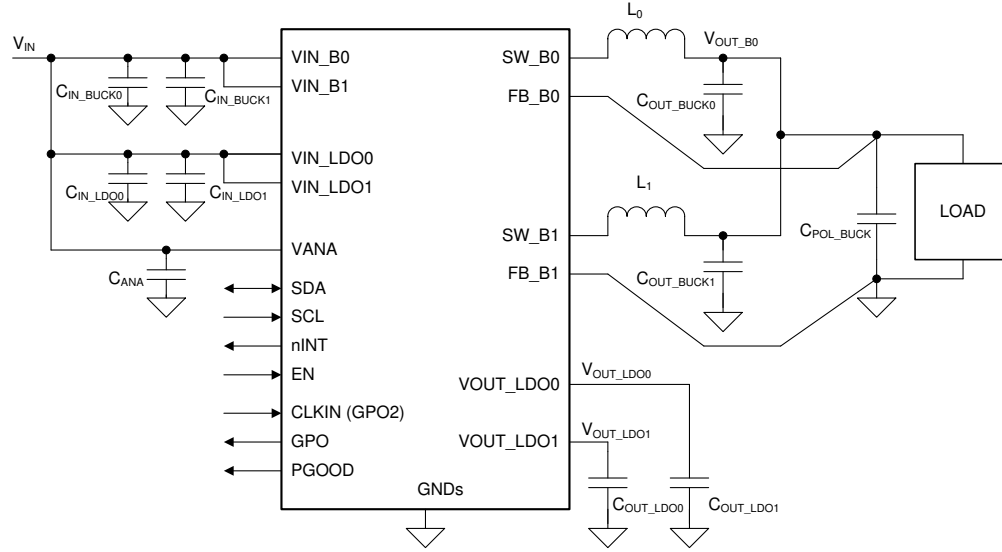 L0
VIN
VOUT_B0
VIN_B0
SW_B0
CIN_BUCK0
CIN_BUCK1
VIN_B1
FB_B0
COUT_BUCK0
VIN_LDO0
CIN_LDO0
CIN_LDO1
VIN_LDO1
L1
LOAD
VANA
SW_B1
CPOL_BUCK
CANA
FB_B1
COUT_BUCK1
SDA
SCL
nINT
EN
VOUT_LDO0
VOUT_LDO0
CLKIN (GPO2)
GPO
VOUT_LDO1
VOUT_LDO1
PGOOD
GNDs
COUT_LDO0
COUT_LDO1